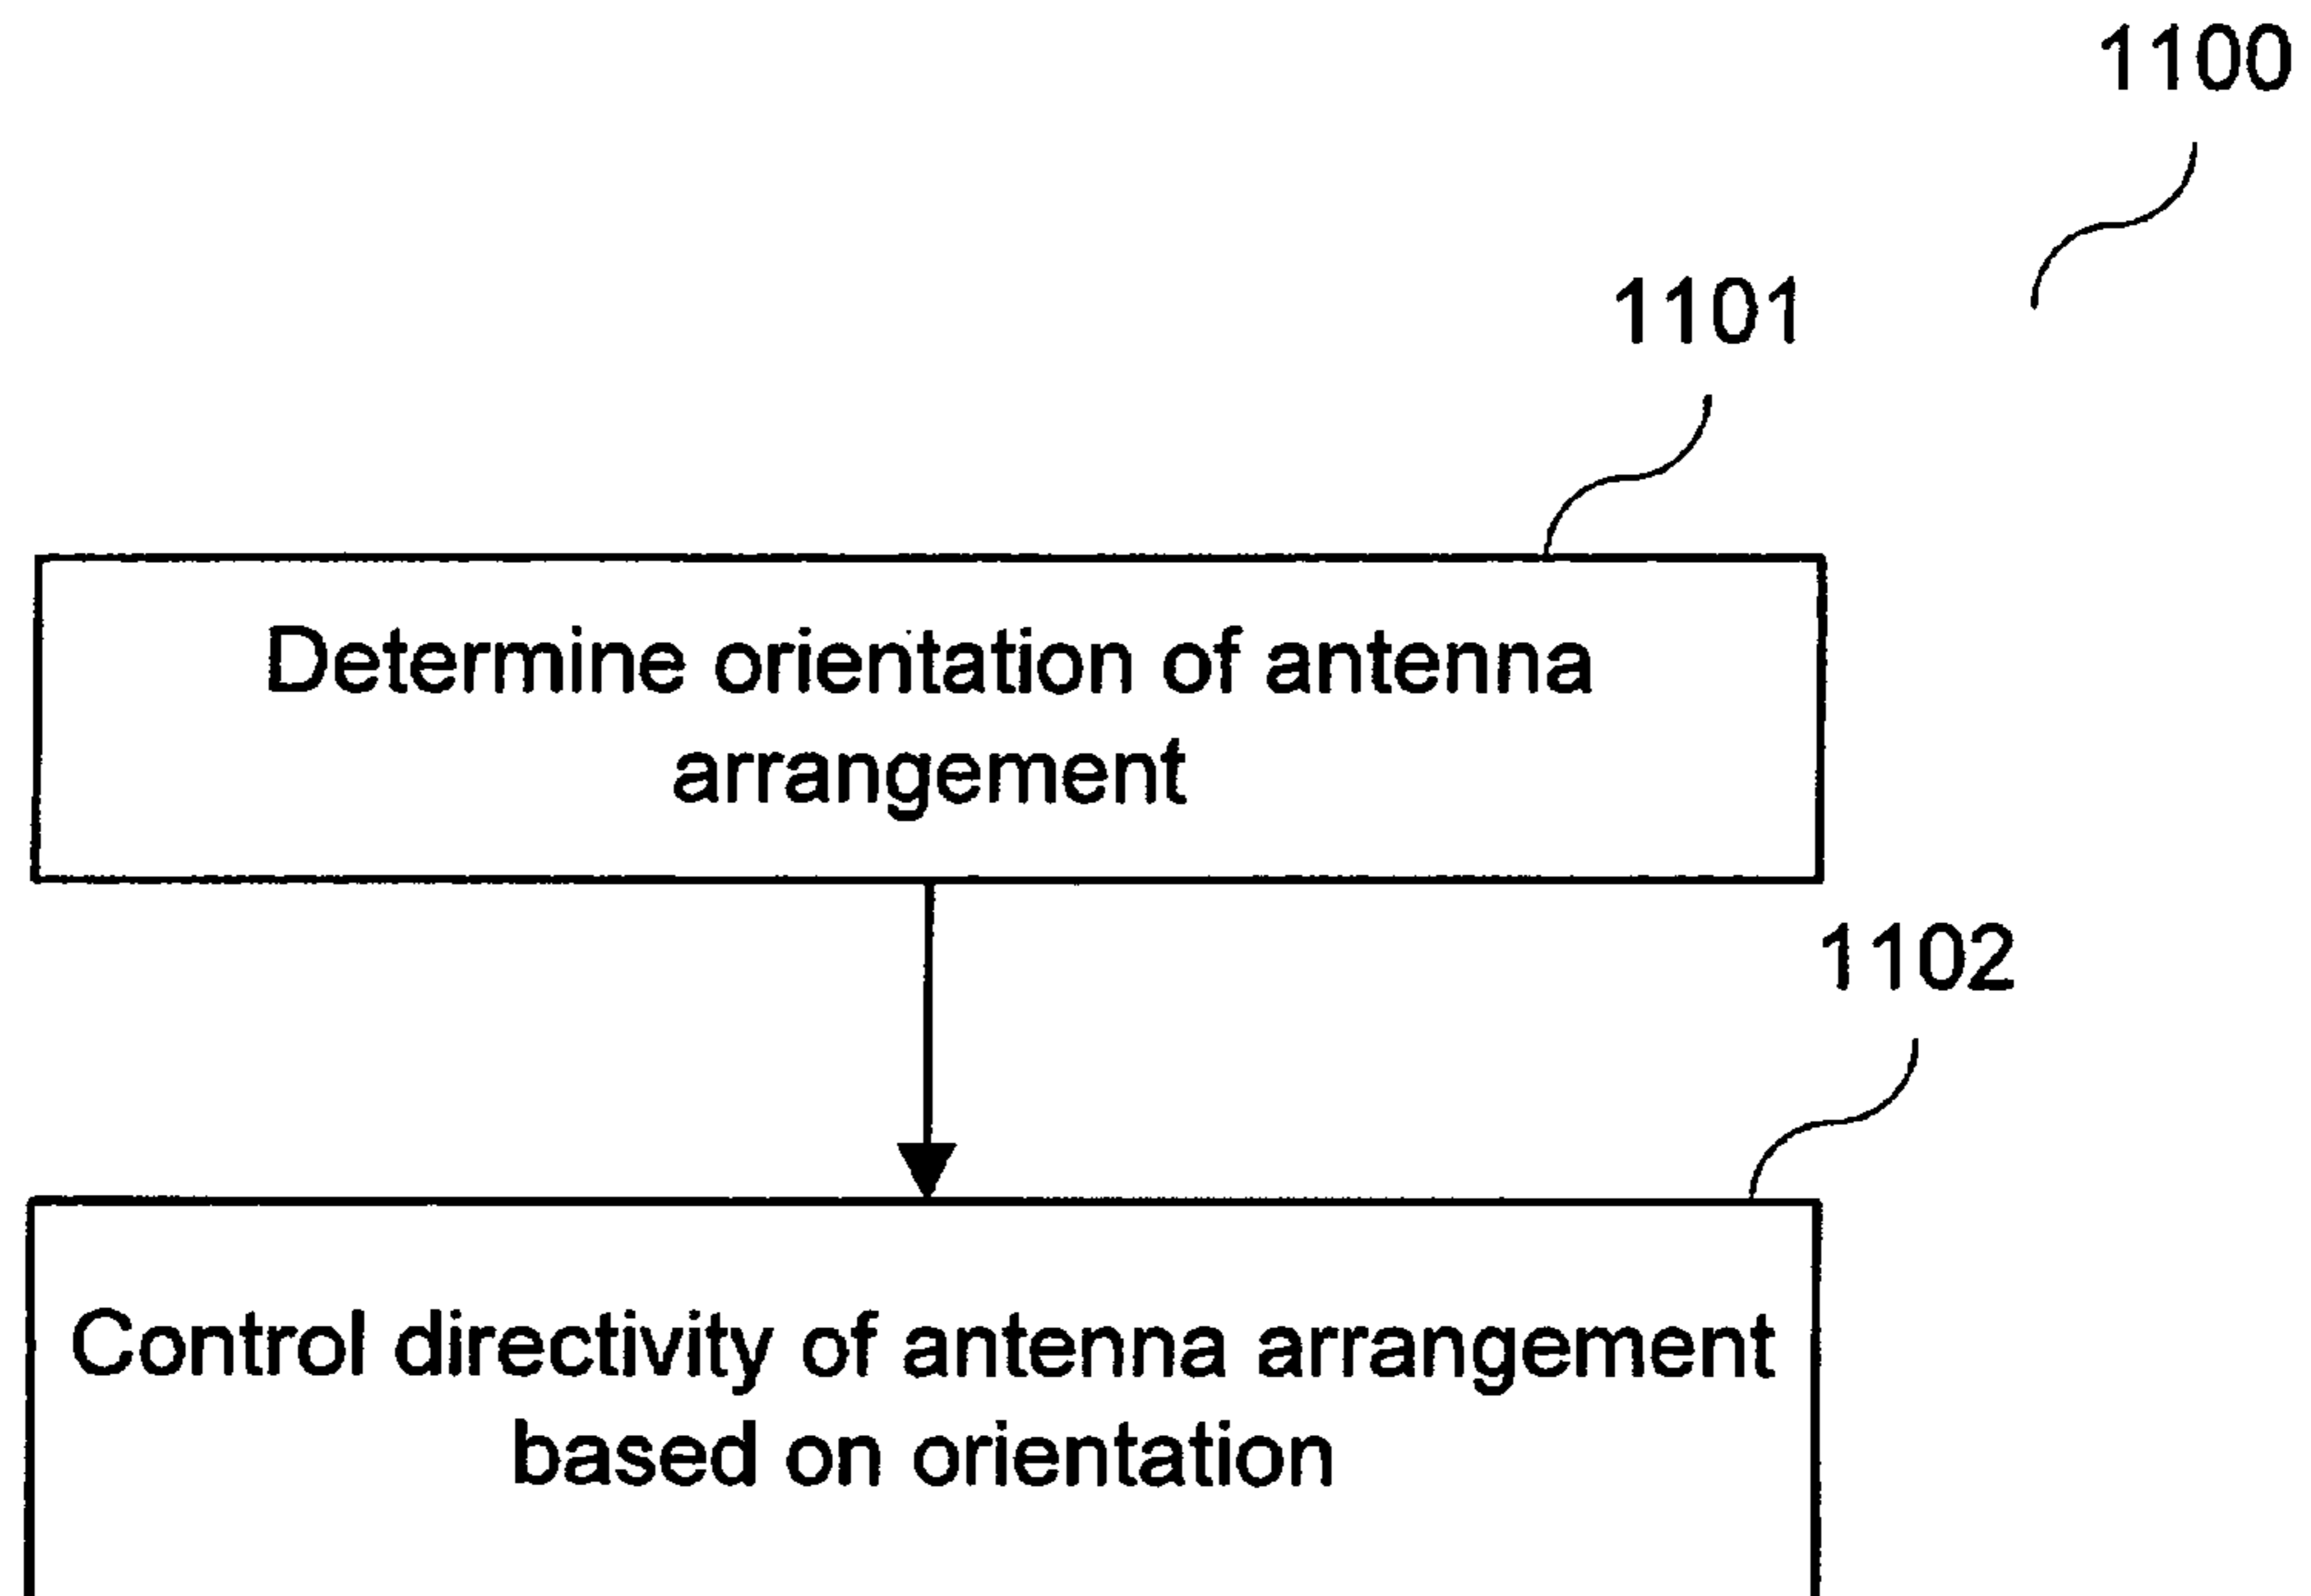 1100
1101
Determine orientation of antenna
arrangement
1102
Control directivity of antenna arrangement
based on orientation